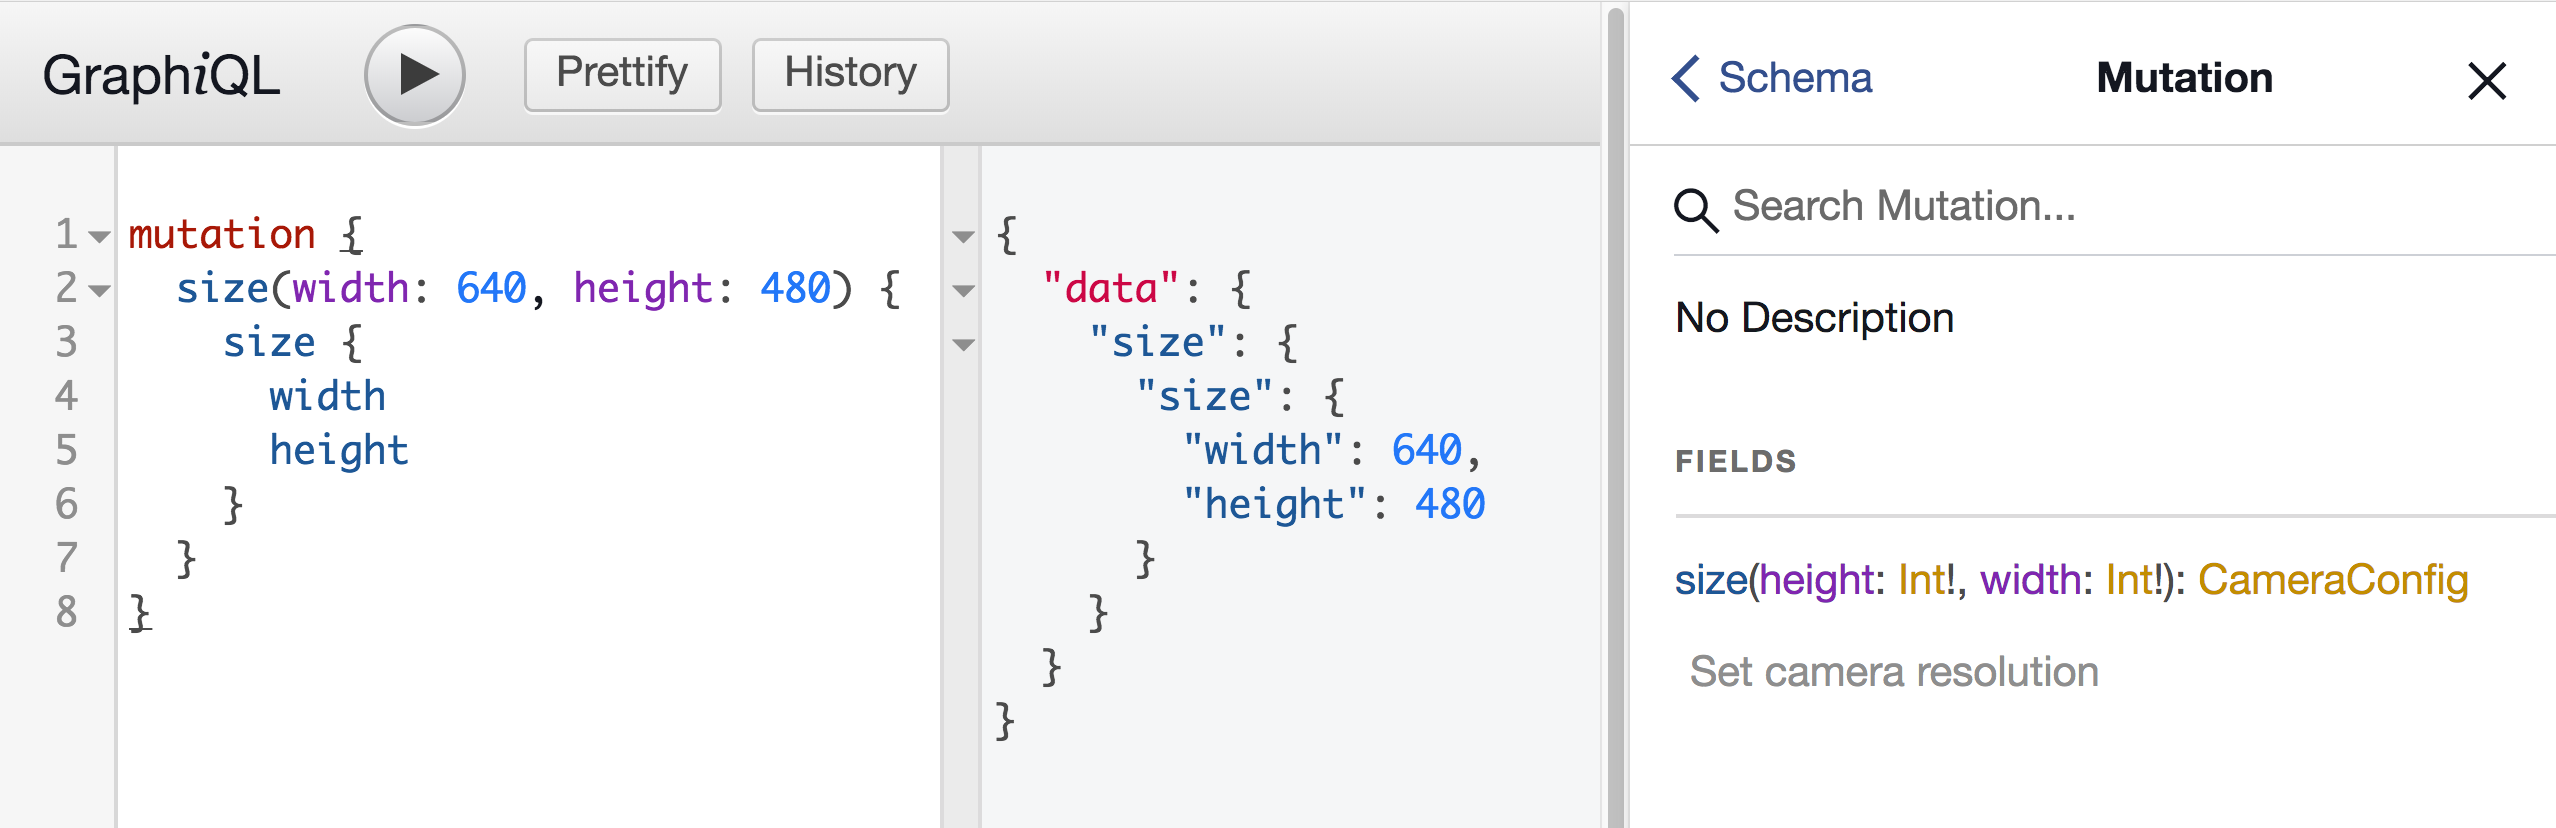 GraphiQL Prettify History
1 mutation {
2   size(width: 640, height: 480) {
3     size {
4       width
5       height
6     }
7   }
8 }
{
  "data": {
    "size": {
      "size": {
        "width": 640,
        "height": 480
      }
    }
  }
}
Schema Mutation
Search Mutation...
No Description
FIELDS
size(height: Int!, width: Int!): CameraConfig
Set camera resolution